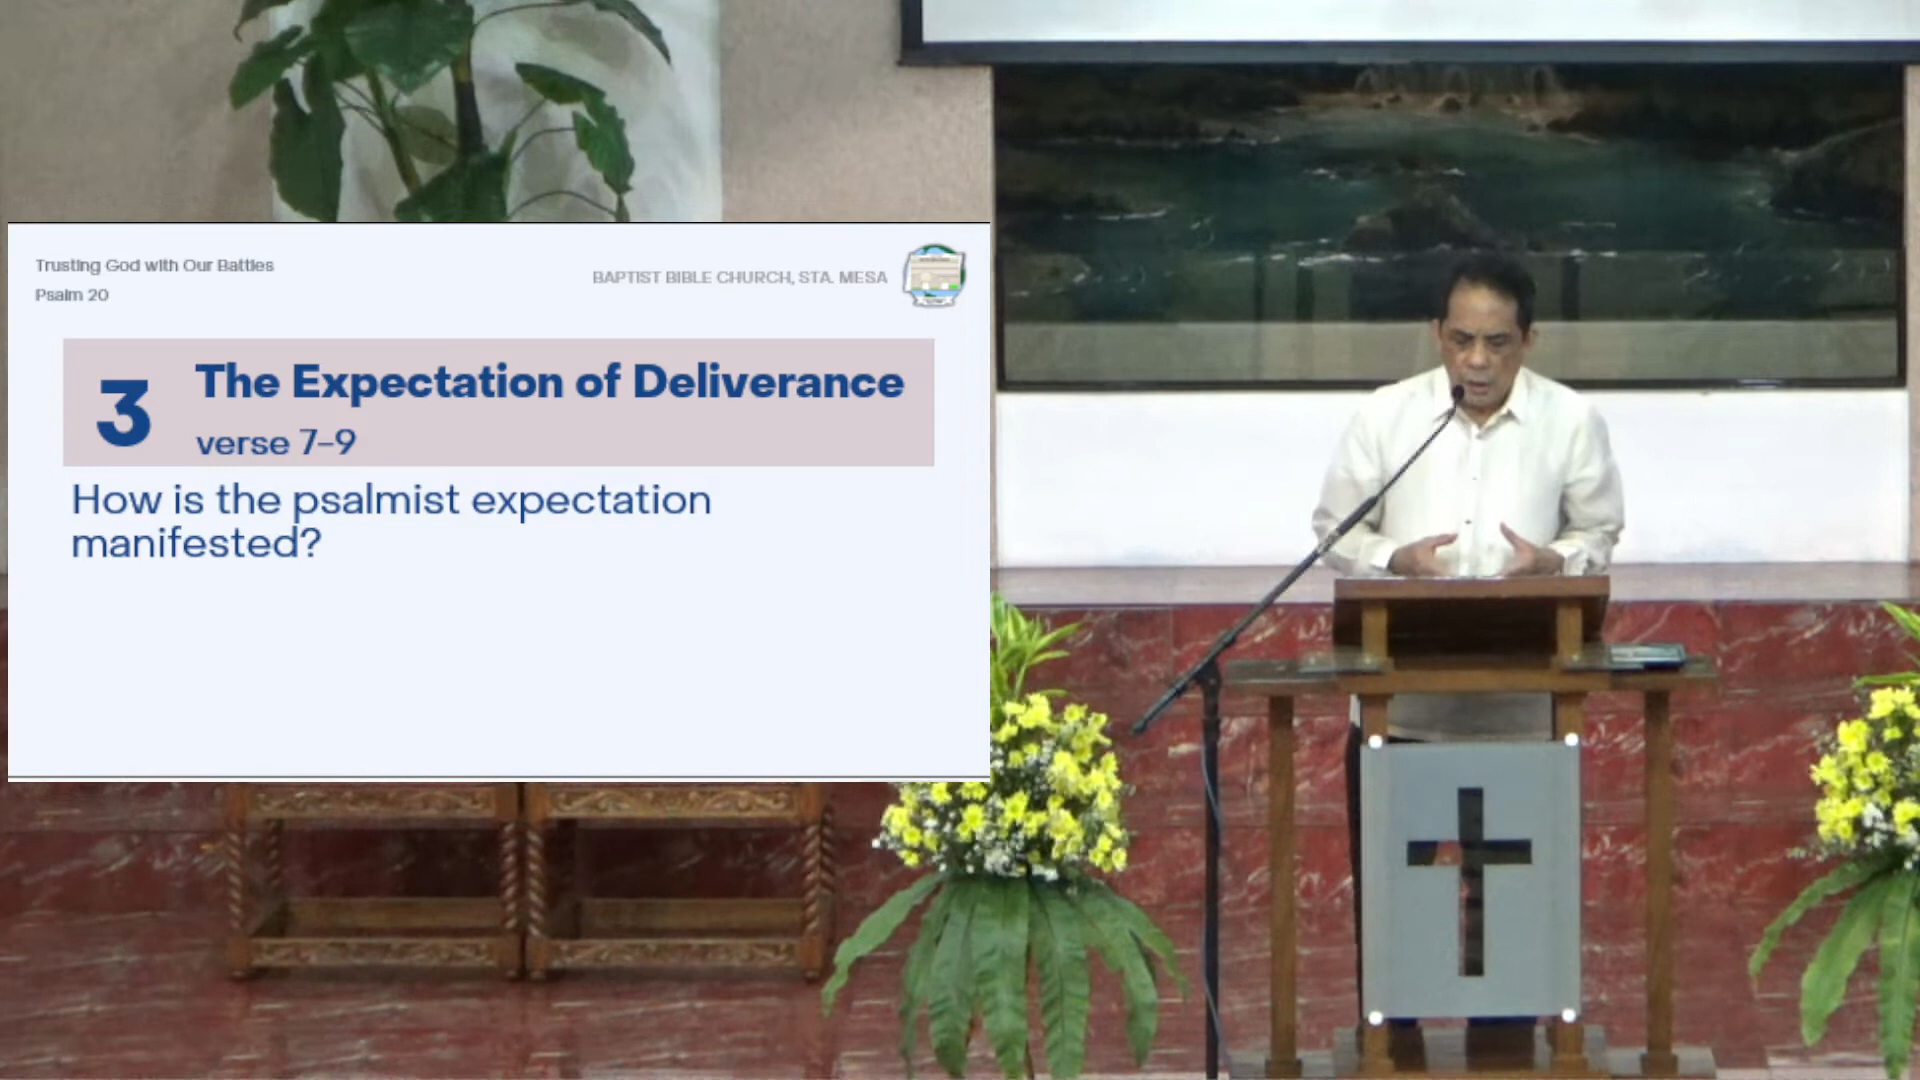 Trusting God with Our Battles
Psalm 20
BAPTIST BIBLE CHURCH, STA. MESA
3
The Expectation of Deliverance
verse 7-9
How is the psalmist expectation
manifested?